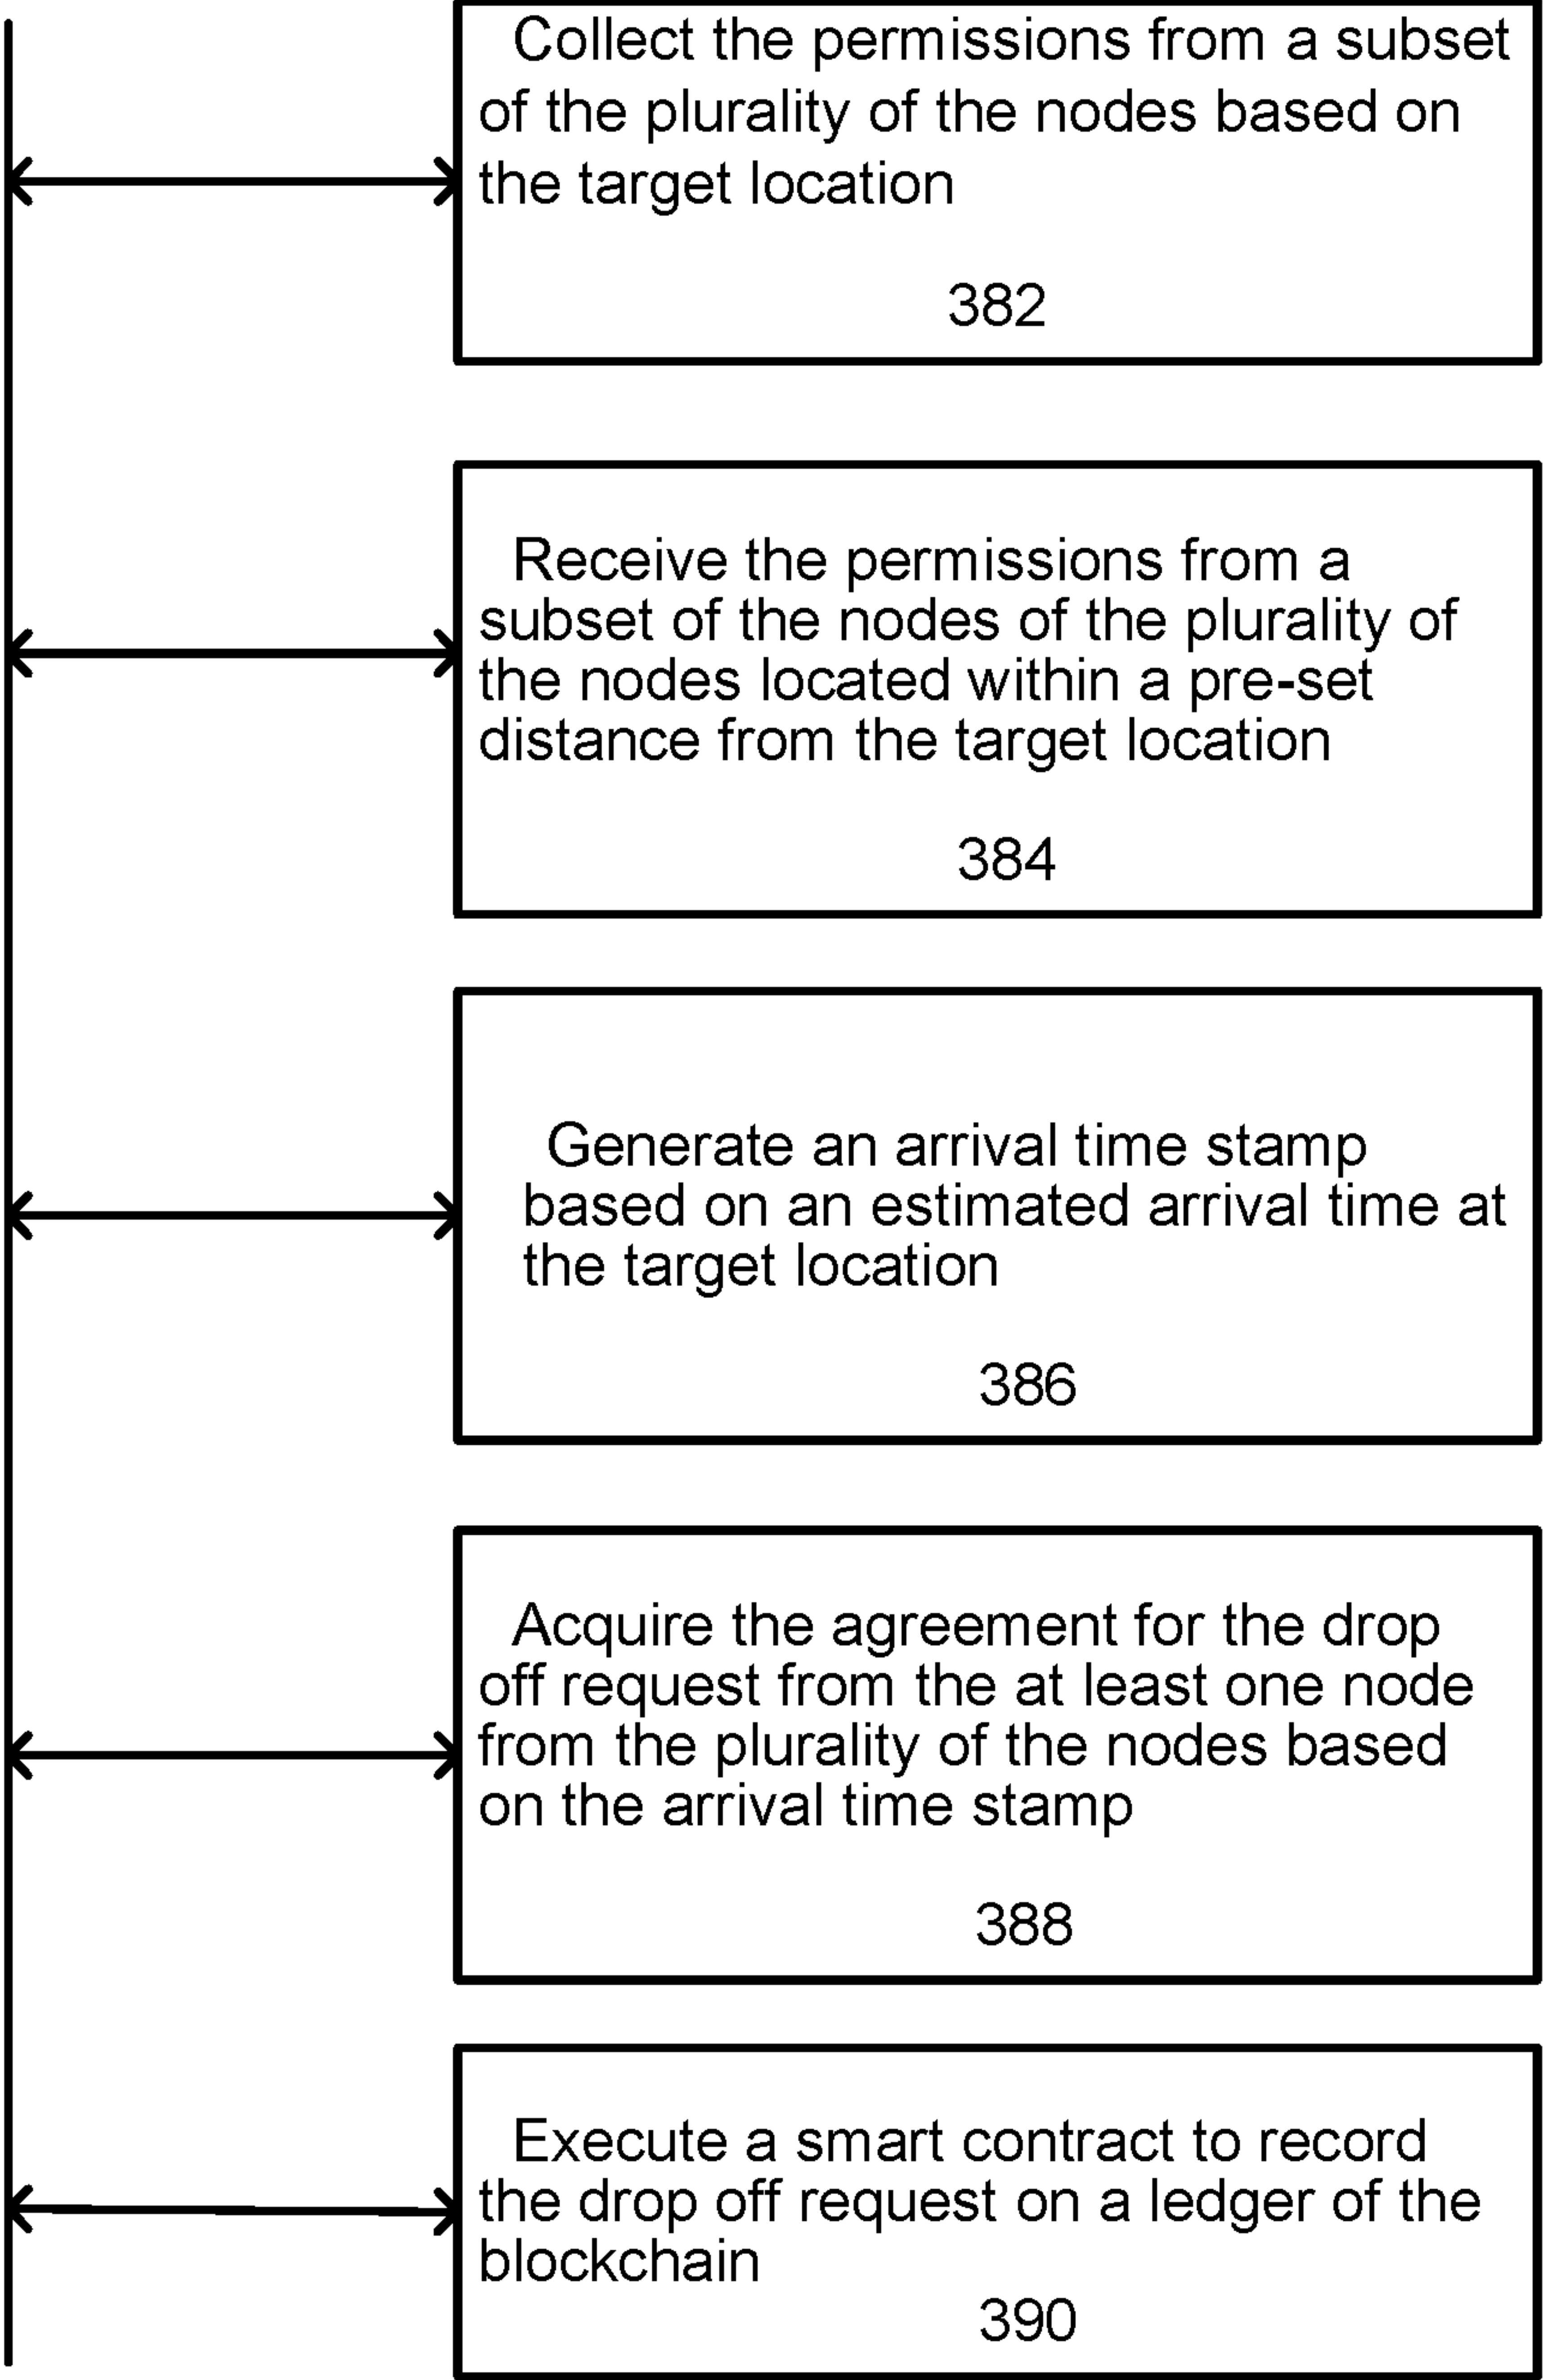 Collect the permissions from a subset
of the plurality of the nodes based on
the target location
382
Receive the permissions from a
subset of the nodes of the plurality of
the nodes located within a pre-set
distance from the target location
384
Generate an arrival time stamp
based on an estimated arrival time at
the target location
386
Acquire the agreement for the drop
off request from the at least one node
from the plurality of the nodes based
on the arrival time stamp
388
Execute a smart contract to record
the drop off request on a ledger of the
blockchain
390